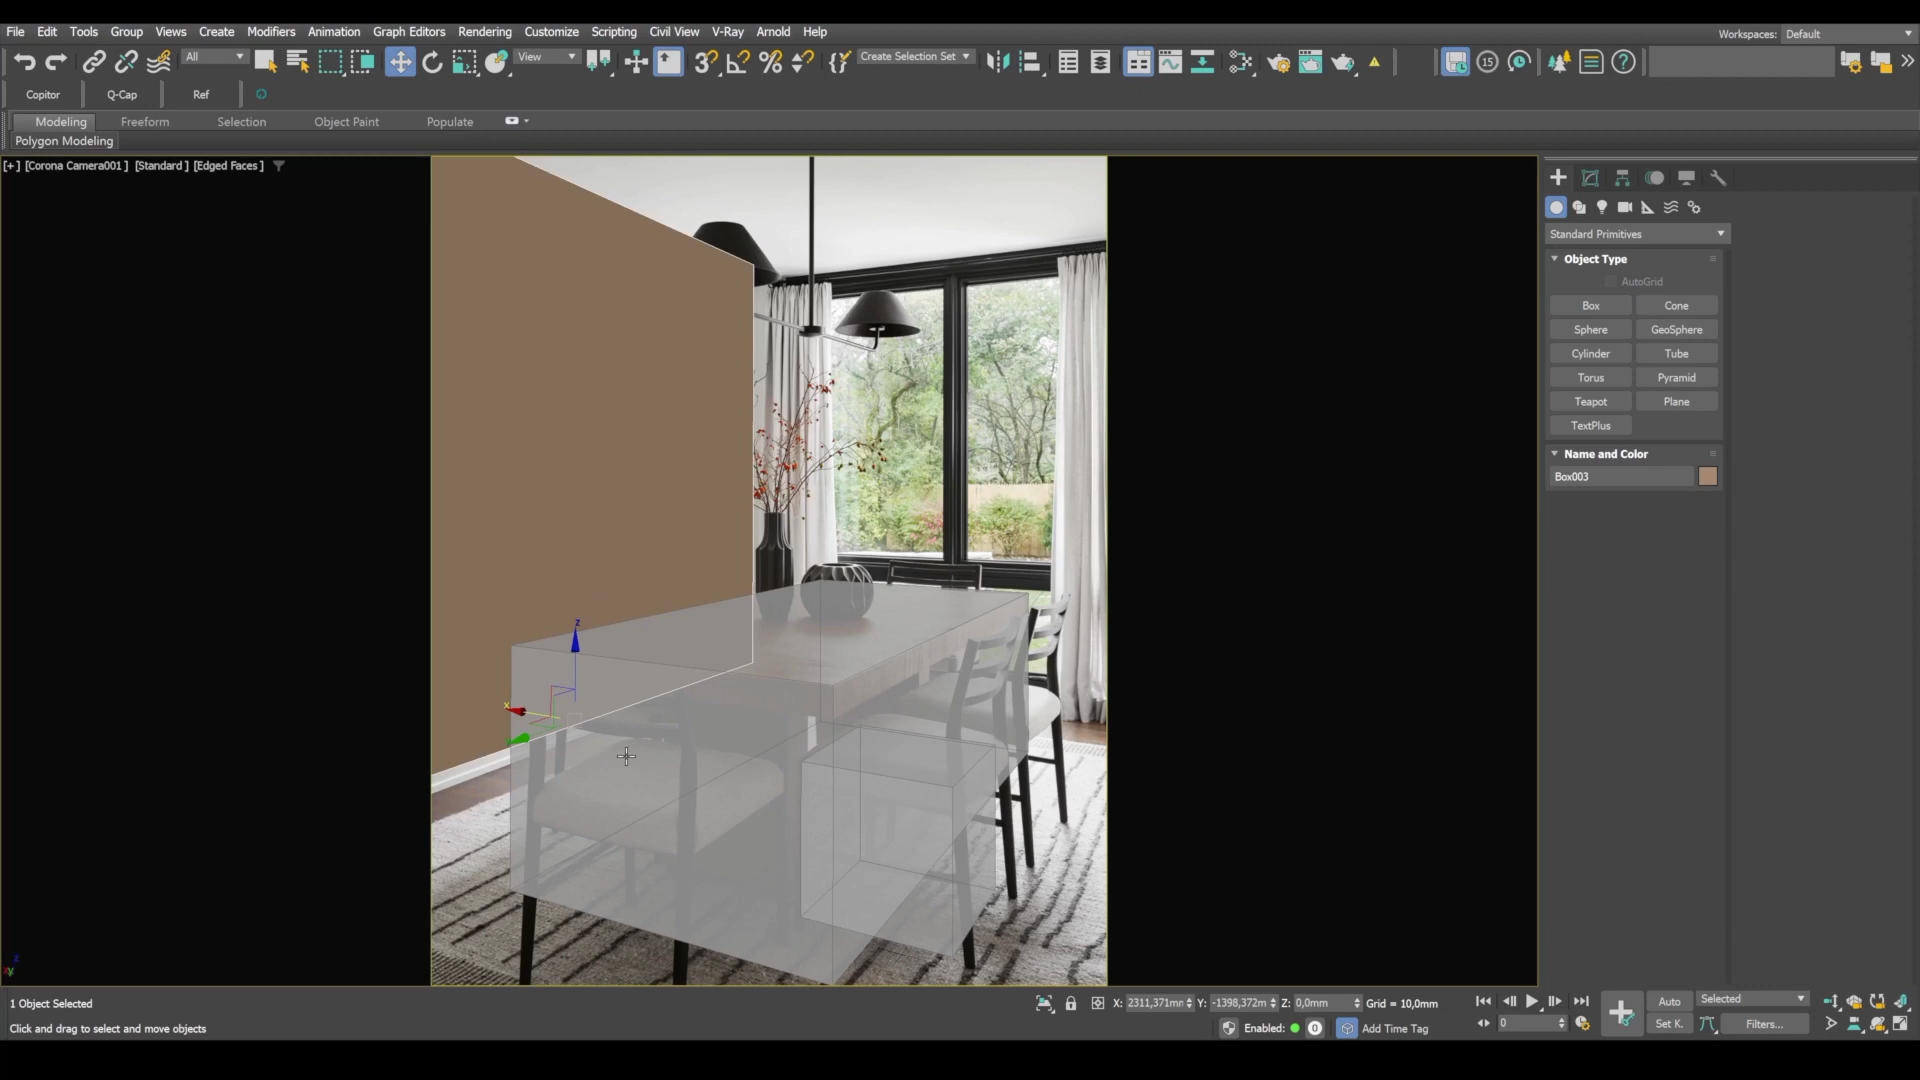 File Edit Tools Group Views Create Modifiers Animation Graph Editors Rendering Customize Scripting Civil View V-Ray Arnold Help
Workspaces: Default
All View Create Selection Set 15
Copitor Q-Cap Ref
Modeling Freeform Selection Object Paint Populate
Polygon Modeling
[+] [Corona Camera001 ] [Standard ] [Edged Faces ]
Standard Primitives
Object Type
AutoGrid
Box Cone
Sphere GeoSphere
Cylinder Tube
Torus Pyramid
Teapot Plane
TextPlus
Name and Color
Box003
z
x
z
xy
1 Object Selected
X: 2311,371mr Y: -1398,372m Z: 0,0mm Grid = 10,0mm
Auto Selected
Click and drag to select and move objects
Enabled: 0 Add Time Tag
0
Set K. Filters...